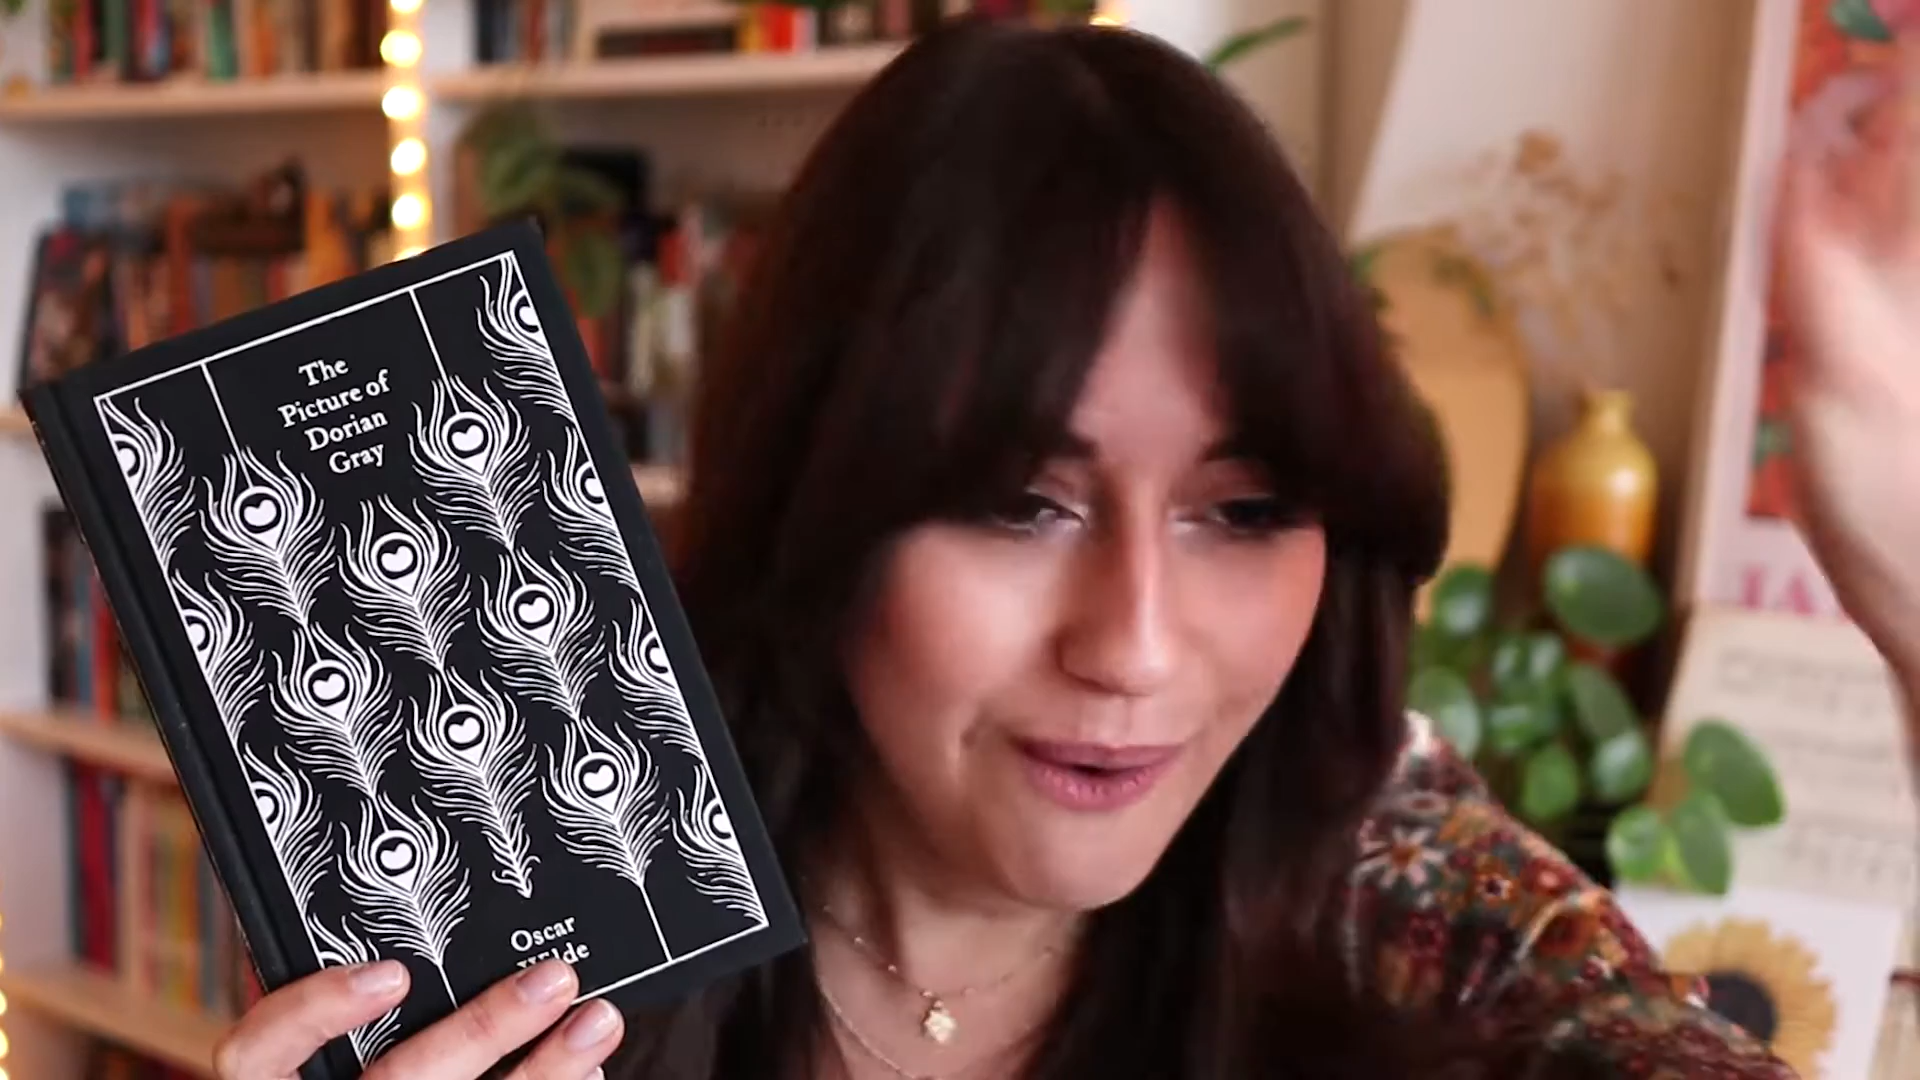 The
Picture of
Dorian
Gray
Oscar